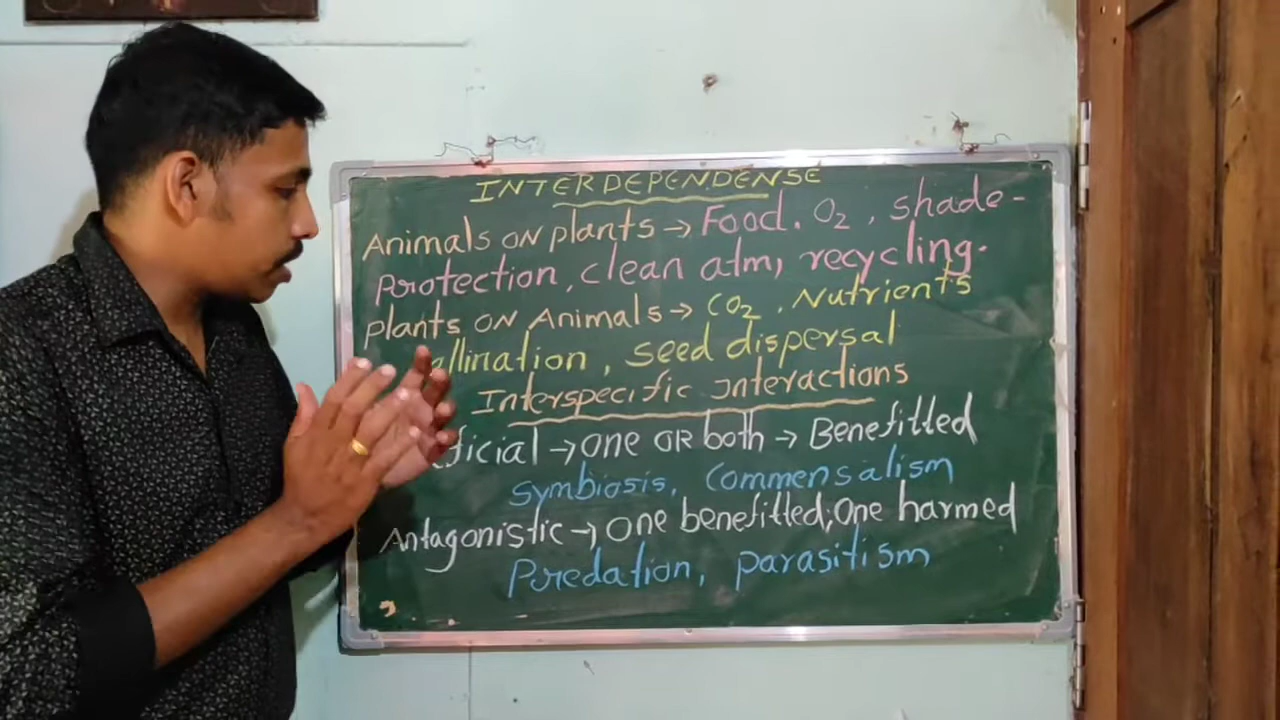 INTERDEPENDENSE
Animals ON plants → Food. O2, shade-
Protection, clean atm, recycling.
plants ON Animals → CO2, Nutrients
ollination, seed dispersal
Interspecific Interactions
ficial → one OR both → Benefitted
symbiosis, Commensalism
Antagonistic → one benefitted; one harmed
Predation, parasitism